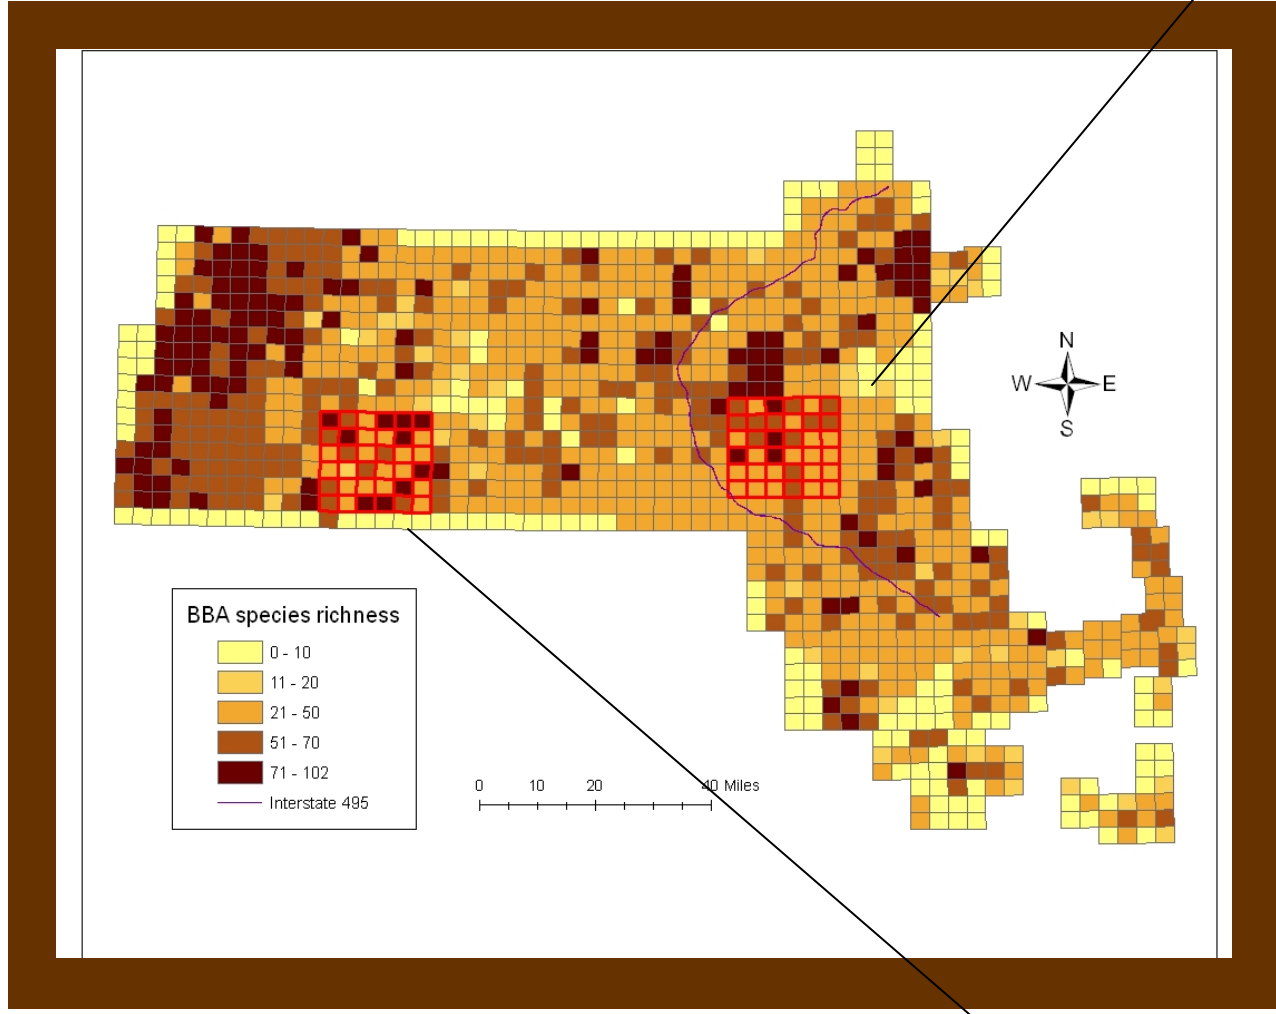 N
W E
S
BBA species richness
0 - 10
11 - 20
21 - 50
51 - 70
71 - 102
Interstate 495
0 10 20 40 Miles